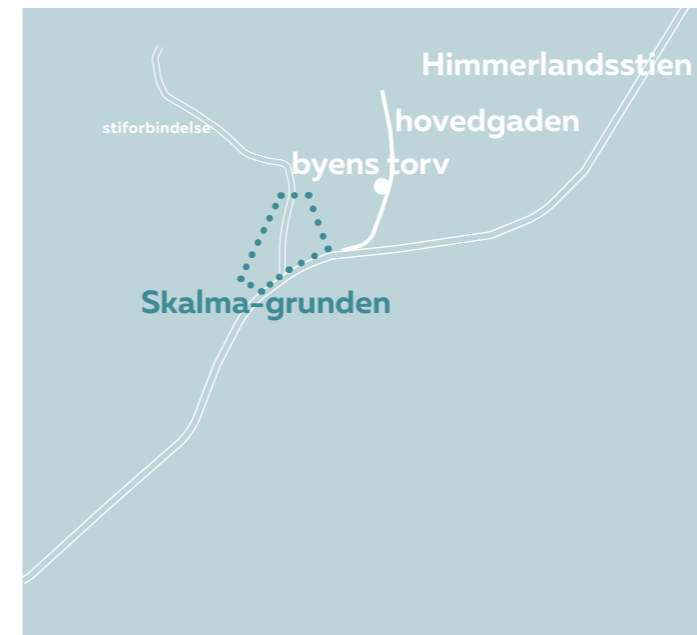 Himmerlandsstien
hovedgaden
stiforbindelse
byens torv
Skalma-grunden